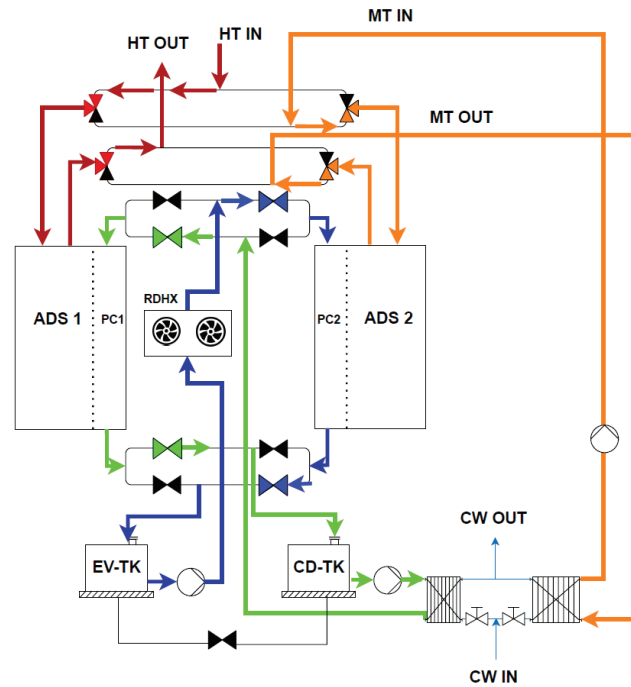 MT IN
HT IN
HT OUT
MT OUT
RDHX
ADS 1
PC1
PC2
ADS 2
CW OUT
EV-TK
CD-TK
CW IN